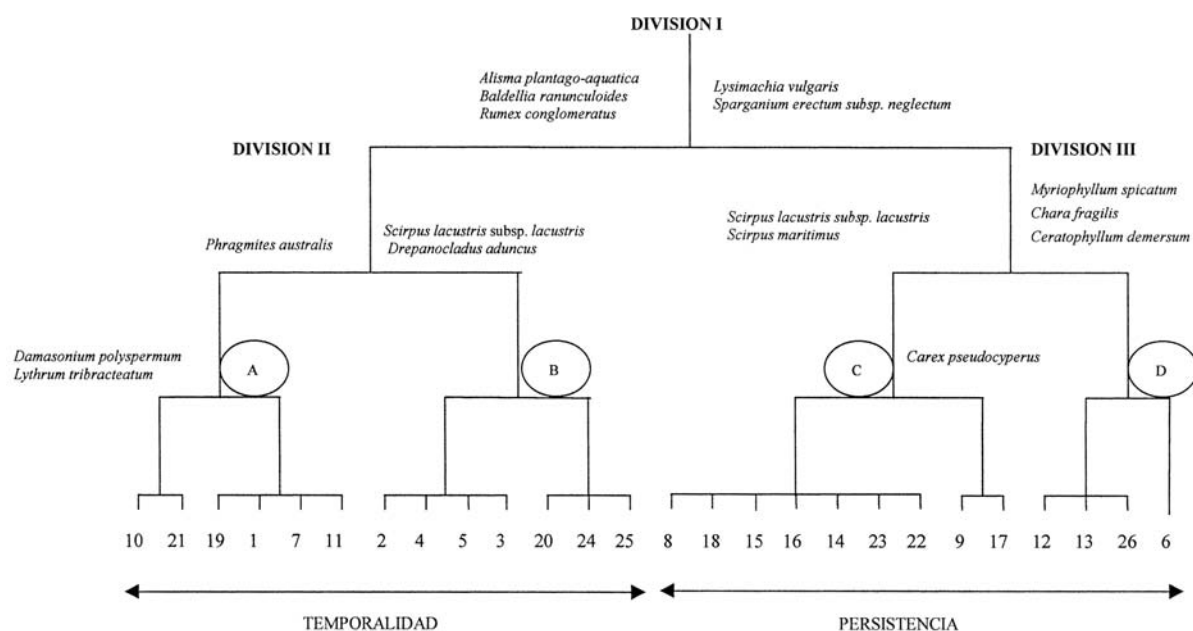 DIVISION I
Alisma plantago-aquatica
Baldellia ranunculoides
Rumex conglomeratus
Lysimachia vulgaris
Sparganium erectum subsp. neglectum
DIVISION II
DIVISION III
Myriophyllum spicatum
Chara fragilis
Ceratophyllum demersum
Phragmites australis
Scirpus lacustris subsp. lacustris
Drepanocladus aduncus
Scirpus lacustris subsp. lacustris
Scirpus maritimus
Damasonium polyspermum
Lythrum tribracteatum
A
B
C
Carex pseudocyperus
D
10 21 19 1 7 11 2 4 5 3 20 24 25 8 18 15 16 14 23 22 9 17 12 13 26 6
TEMPORALIDAD
PERSISTENCIA